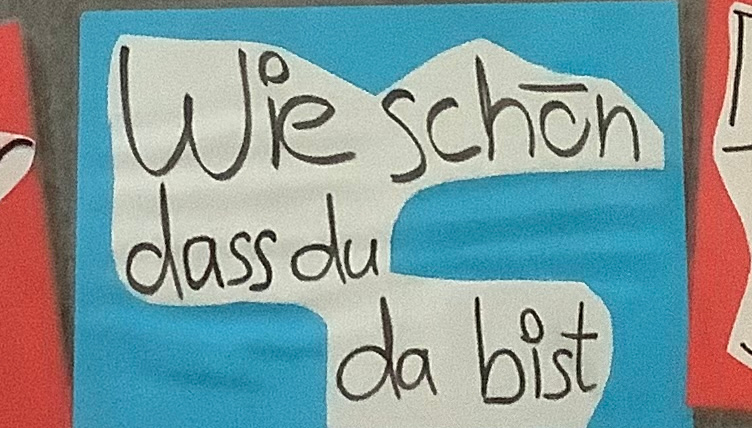 Wie schön
dass du
da bist